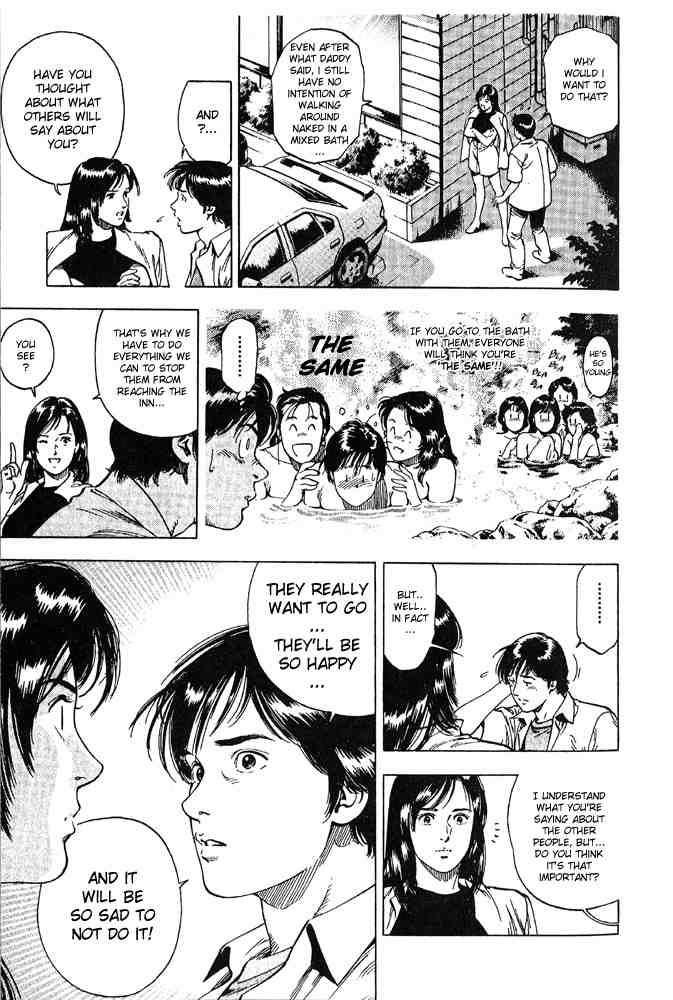 WHY
WOULD I
WANT TO
DO THAT?
EVEN AFTER
WHAT DADDY
SAID, I STILL
HAVE NO
INTENTION OF
WALKING
AROUND
NAKED IN A
MIXED BATH
...
AND
?...
HAVE YOU
THOUGHT
ABOUT WHAT
OTHERS WILL
SAY ABOUT
YOU?
HE'S
SO
YOUNG
BLA
BLA
BLA
IF YOU GO TO THE BATH
WITH THEM, EVERYONE
WILL THINK YOU'RE
"THE SAME"!!
THE
SAME
........
THAT'S WHY WE
HAVE TO DO
EVERYTHING WE
CAN TO STOP
THEM FROM
REACHING THE
INN...
YOU
SEE
?
........
BUT..
WELL..
IN FACT
...
I UNDERSTAND
WHAT YOU'RE
SAYING ABOUT
THE OTHER
PEOPLE, BUT...
DO YOU THINK
IT'S THAT
IMPORTANT?
THEY REALLY
WANT TO GO
...
THEY'LL BE
SO HAPPY
...
AND IT
WILL BE
SO SAD TO
NOT DO IT!